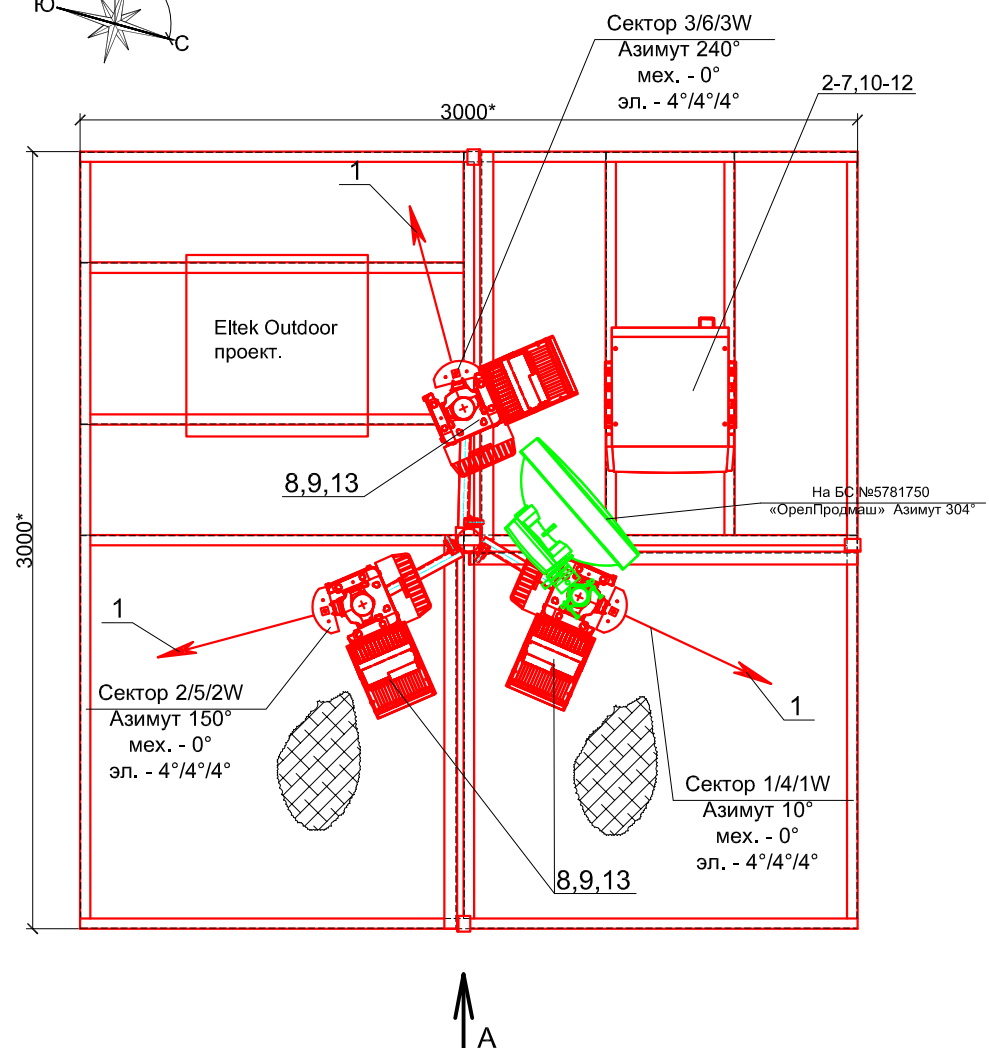 Ю
С
Сектор 3/6/3W
Азимут 240°
мех. - 0°
эл. - 4°/4°/4°
2-7,10-12
3000*
1
Eltek Outdoor
проект.
8,9,13
На БС №5781750
«ОрелПродмаш» Азимут 304°
3000*
1
Сектор 2/5/2W
Азимут 150°
мех. - 0°
эл. - 4°/4°/4°
1
Сектор 1/4/1W
Азимут 10°
мех. - 0°
эл. - 4°/4°/4°
8,9,13
А